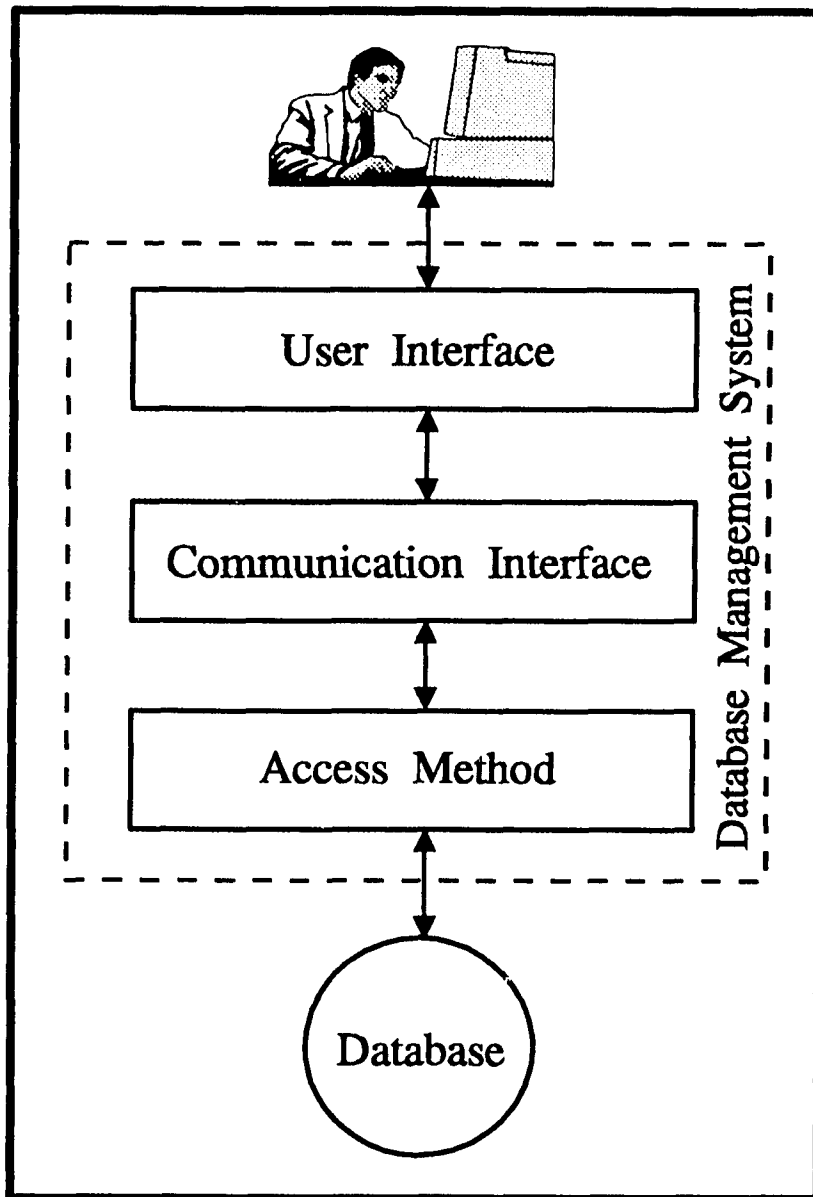 User Interface
Communication Interface
Access Method
Database Management System
Database